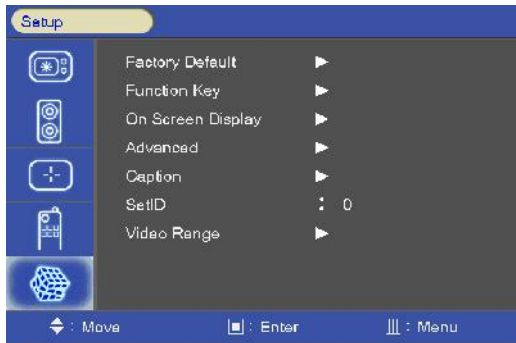 Setup
Factory Default
Function Key
On Screen Display
Advanced
Caption
SetID : 0
Video Range
: Move : Enter : Menu